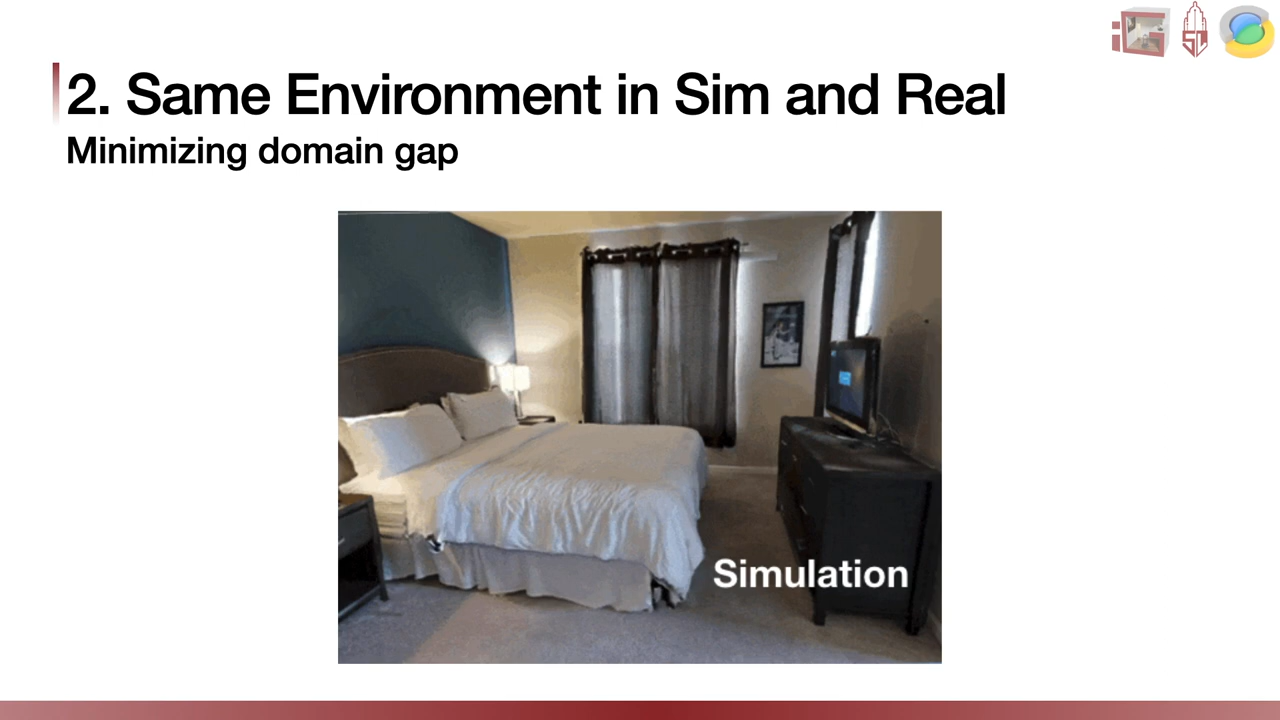 2. Same Environment in Sim and Real
Minimizing domain gap
Simulation